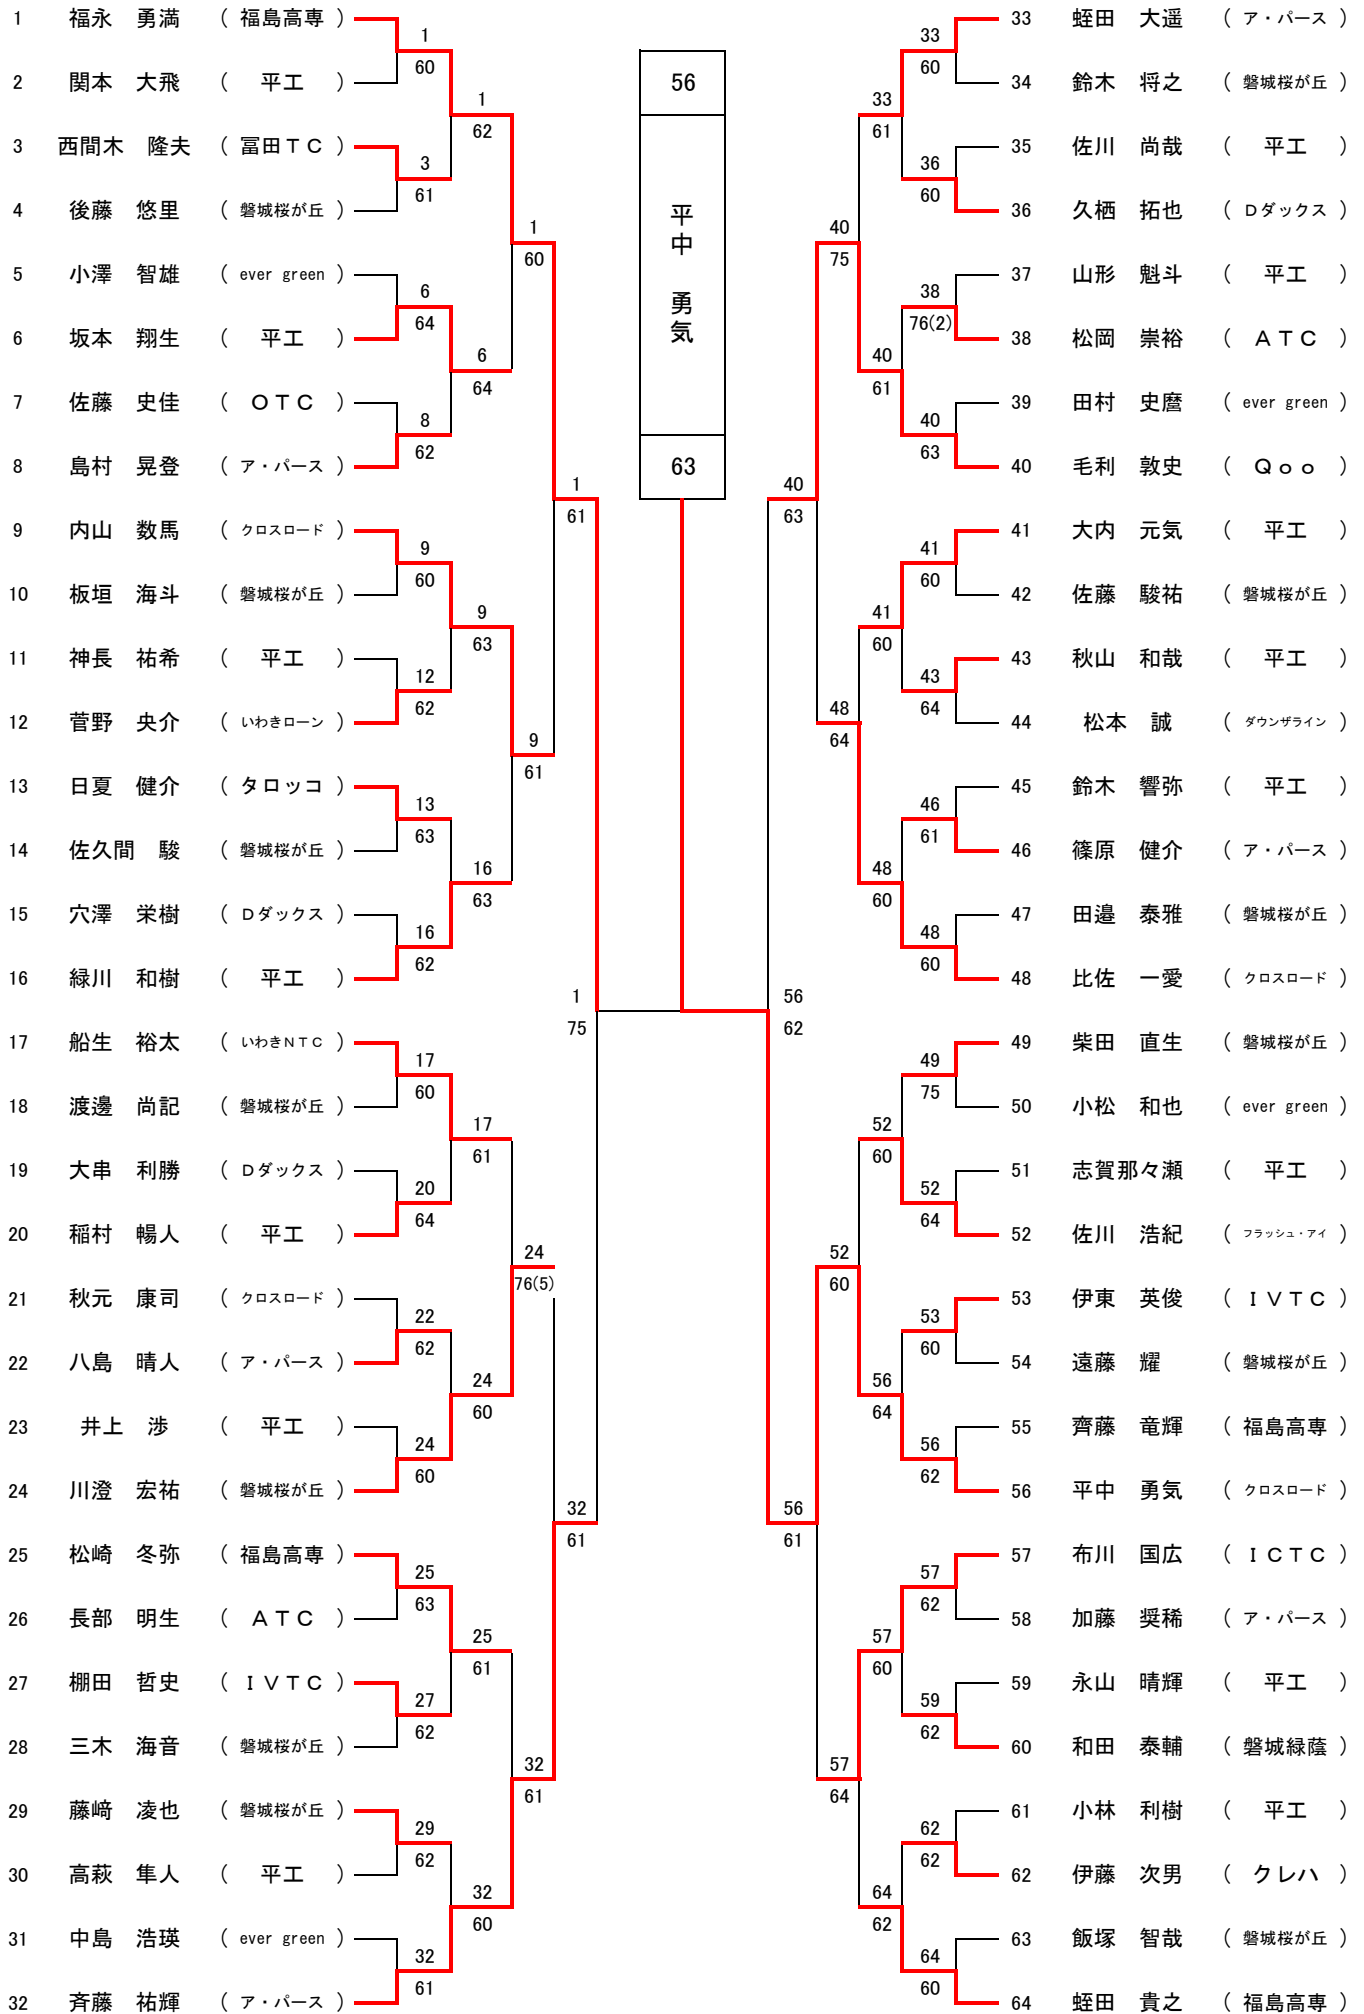 1 福永 勇満 ( 福島高専 )
2 関本 大飛 ( 平工 )
3 西間木 隆夫 ( 冨田TC )
4 後藤 悠里 ( 磐城桜が丘 )
5 小澤 智雄 ( ever green )
6 坂本 翔生 ( 平工 )
7 佐藤 史佳 ( OTC )
8 島村 晃登 ( ア・パース )
9 内山 数馬 ( クロスロード )
10 板垣 海斗 ( 磐城桜が丘 )
11 神長 祐希 ( 平工 )
12 菅野 央介 ( いわきローン )
13 日夏 健介 ( タロッコ )
14 佐久間 駿 ( 磐城桜が丘 )
15 穴澤 栄樹 ( Dダックス )
16 緑川 和樹 ( 平工 )
17 船生 裕太 ( いわきNTC )
18 渡邊 尚記 ( 磐城桜が丘 )
19 大串 利勝 ( Dダックス )
20 稲村 暢人 ( 平工 )
21 秋元 康司 ( クロスロード )
22 八島 晴人 ( ア・パース )
23 井上 渉 ( 平工 )
24 川澄 宏祐 ( 磐城桜が丘 )
25 松崎 冬弥 ( 福島高専 )
26 長部 明生 ( ATC )
27 棚田 哲史 ( IVTC )
28 三木 海音 ( 磐城桜が丘 )
29 藤﨑 凌也 ( 磐城桜が丘 )
30 高萩 隼人 ( 平工 )
31 中島 浩瑛 ( ever green )
32 斉藤 祐輝 ( ア・パース )
1
60
3
61
6
64
8
62
9
60
12
62
13
63
16
62
17
60
20
64
22
62
24
60
25
63
27
62
29
62
32
61
1
62
6
64
9
63
16
63
17
61
24
60
25
61
32
60
1
60
9
61
24
76(5)
32
61
1
61
32
61
1
75
56
平中 勇気
63
56
62
40
63
56
61
40
75
48
64
52
60
57
64
33
61
40
61
41
60
48
60
52
60
56
64
57
60
64
62
33
60
36
60
38
76(2)
40
63
41
60
43
64
46
61
48
60
49
75
52
64
53
60
56
62
57
62
59
62
62
62
64
60
33 蛭田 大遥 ( ア・パース )
34 鈴木 将之 ( 磐城桜が丘 )
35 佐川 尚哉 ( 平工 )
36 久栖 拓也 ( Dダックス )
37 山形 魁斗 ( 平工 )
38 松岡 崇裕 ( ATC )
39 田村 史麿 ( ever green )
40 毛利 敦史 ( Qoo )
41 大内 元気 ( 平工 )
42 佐藤 駿祐 ( 磐城桜が丘 )
43 秋山 和哉 ( 平工 )
44 松本 誠 ( ダウンザライン )
45 鈴木 響弥 ( 平工 )
46 篠原 健介 ( ア・パース )
47 田邉 泰雅 ( 磐城桜が丘 )
48 比佐 一愛 ( クロスロード )
49 柴田 直生 ( 磐城桜が丘 )
50 小松 和也 ( ever green )
51 志賀那々瀬 ( 平工 )
52 佐川 浩紀 ( フラッシュ・アイ )
53 伊東 英俊 ( IVTC )
54 遠藤 耀 ( 磐城桜が丘 )
55 齊藤 竜輝 ( 福島高専 )
56 平中 勇気 ( クロスロード )
57 布川 国広 ( ICTC )
58 加藤 奨稀 ( ア・パース )
59 永山 晴輝 ( 平工 )
60 和田 泰輔 ( 磐城緑蔭 )
61 小林 利樹 ( 平工 )
62 伊藤 次男 ( クレハ )
63 飯塚 智哉 ( 磐城桜が丘 )
64 蛭田 貴之 ( 福島高専 )